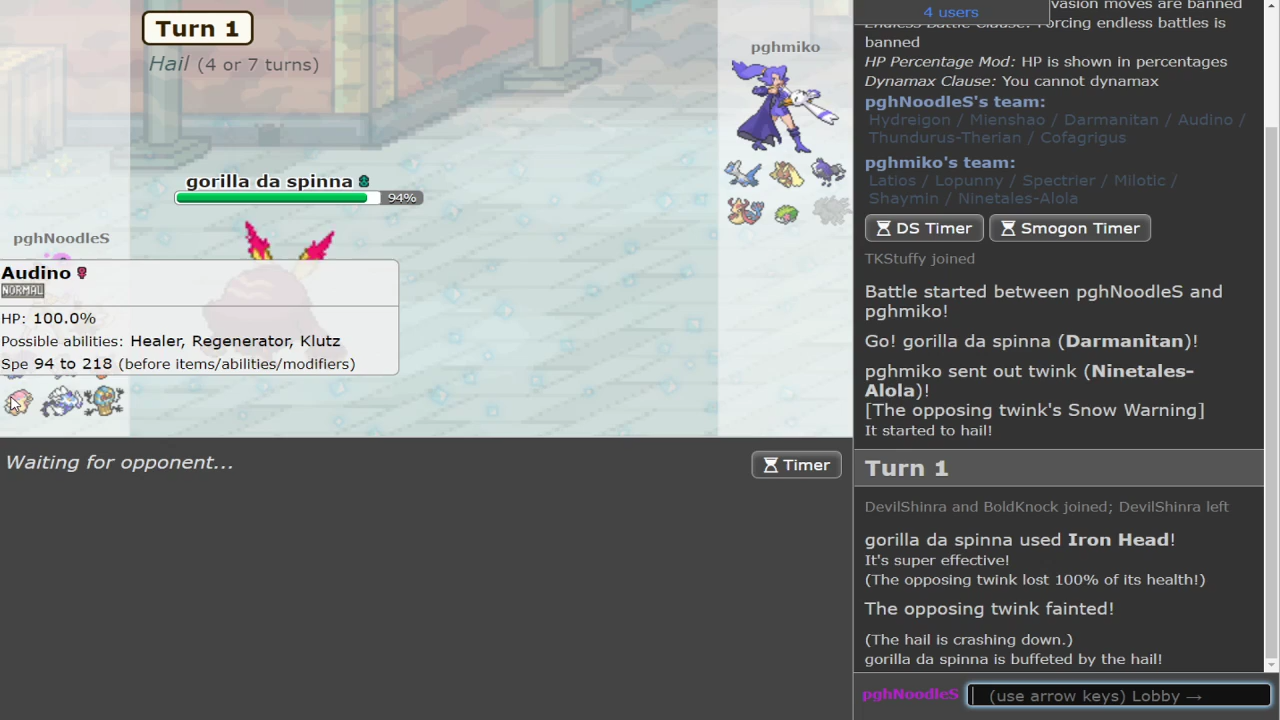 Turn 1
Hail (4 or 7 turns)
pghmiko
gorilla da spinna
94%
pghNoodleS
Audino
NORMAL
HP: 100.0%
Possible abilities: Healer, Regenerator, Klutz
Spe 94 to 218 (before items/abilities/modifiers)
Waiting for opponent...
Timer
4 users
vasion moves are banned
Endless Battle Clause: Forcing endless battles is
banned
HP Percentage Mod: HP is shown in percentages
Dynamax Clause: You cannot dynamax
pghNoodleS's team:
Hydreigon / Mienshao / Darmanitan / Audino /
Thundurus-Therian / Cofagrigus
pghmiko's team:
Latios / Lopunny / Spectrier / Milotic /
Shaymin / Ninetales-Alola
DS Timer Smogon Timer
TKStuffy joined
Battle started between pghNoodleS and
pghmiko!
Go! gorilla da spinna (Darmanitan)!
pghmiko sent out twink (Ninetales-
Alola)!
[The opposing twink's Snow Warning]
It started to hail!
Turn 1
DevilShinra and BoldKnock joined; DevilShinra left
gorilla da spinna used Iron Head!
It's super effective!
(The opposing twink lost 100% of its health!)
The opposing twink fainted!
(The hail is crashing down.)
gorilla da spinna is buffeted by the hail!
pghNoodleS (use arrow keys) Lobby →